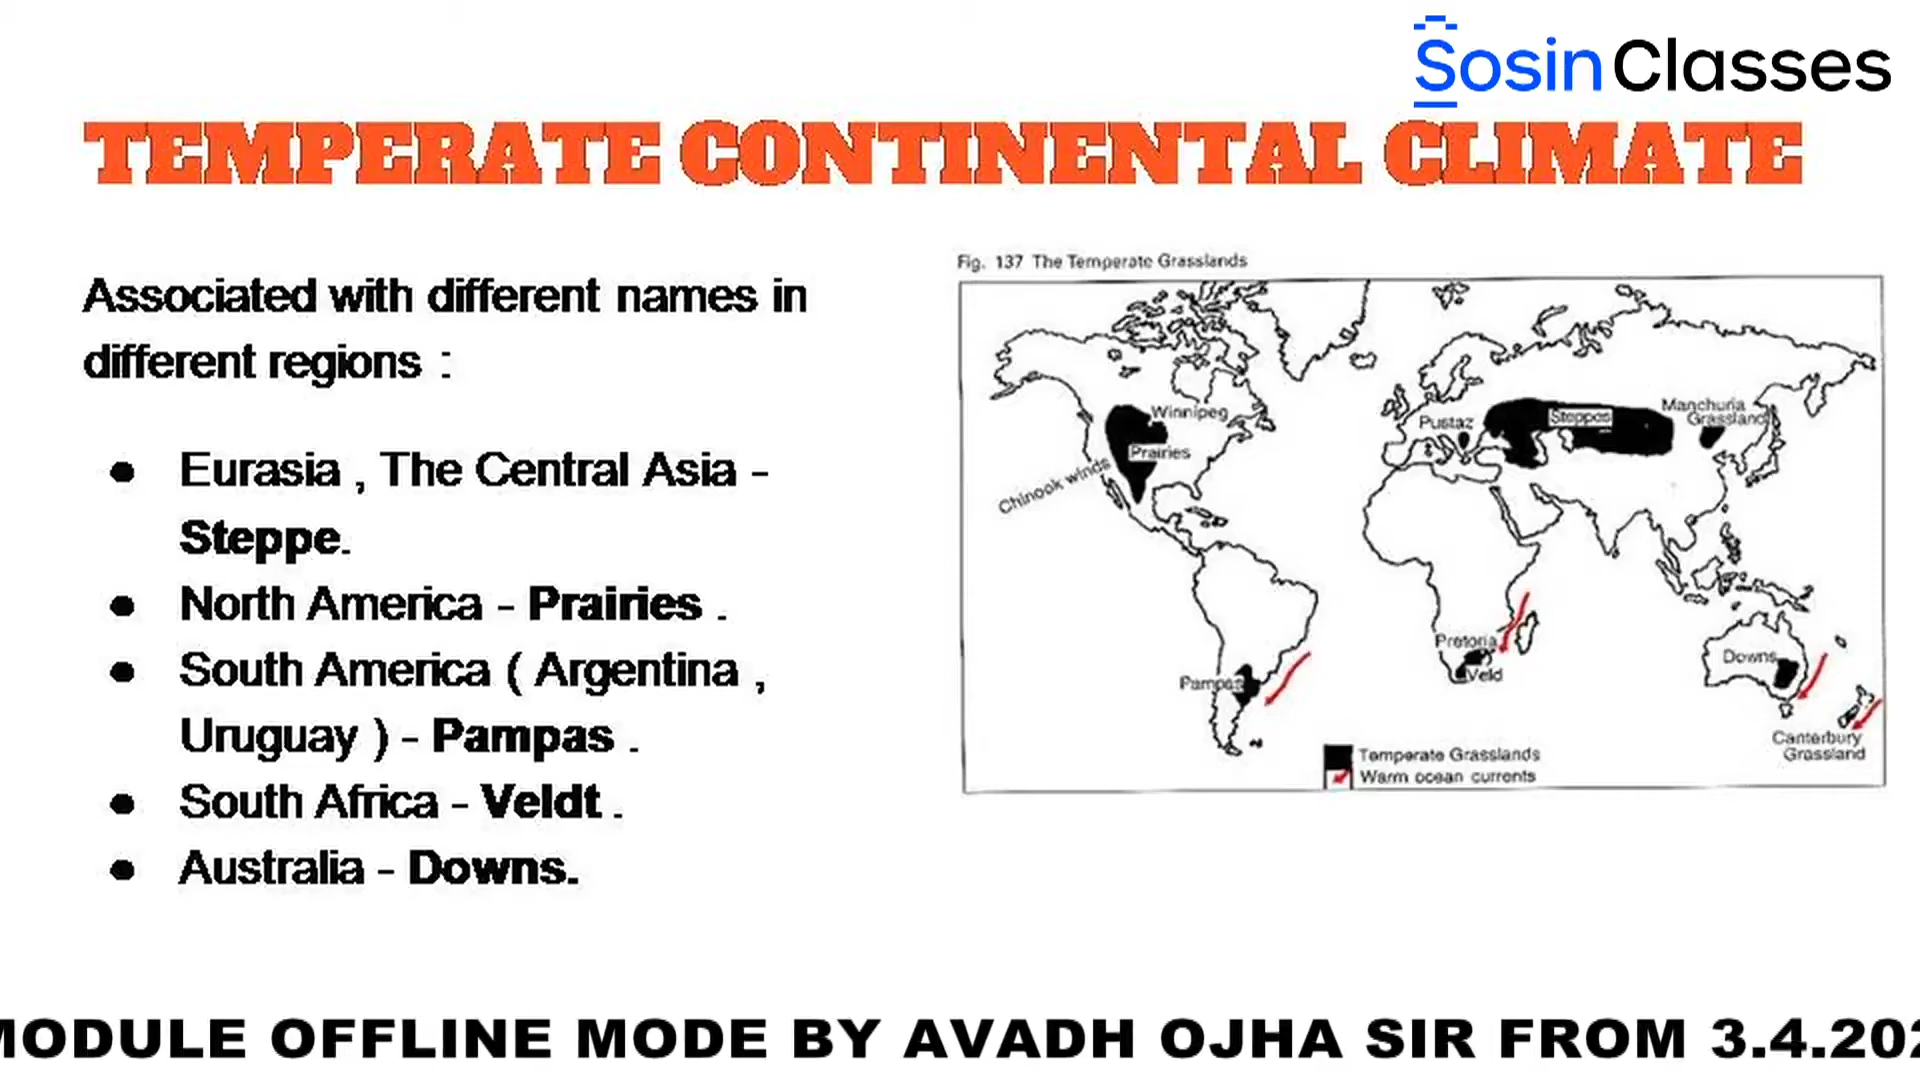 Sosin Classes
TEMPERATE CONTINENTAL CLIMATE
Associated with different names in
different regions :
● Eurasia , The Central Asia –
Steppe.
● North America – Prairies .
● South America ( Argentina ,
Uruguay ) – Pampas .
● South Africa – Veldt .
● Australia – Downs.
Fig. 137 The Temperate Grasslands
Winnipeg
Prairies
Chinook winds
Pustaz
Steppes
Manchuria
Grassland
Pampas
Pretoria
Veld
Downs
Canterbury
Grassland
Temperate Grasslands
Warm ocean currents
MODULE OFFLINE MODE BY AVADH OJHA SIR FROM 3.4.202